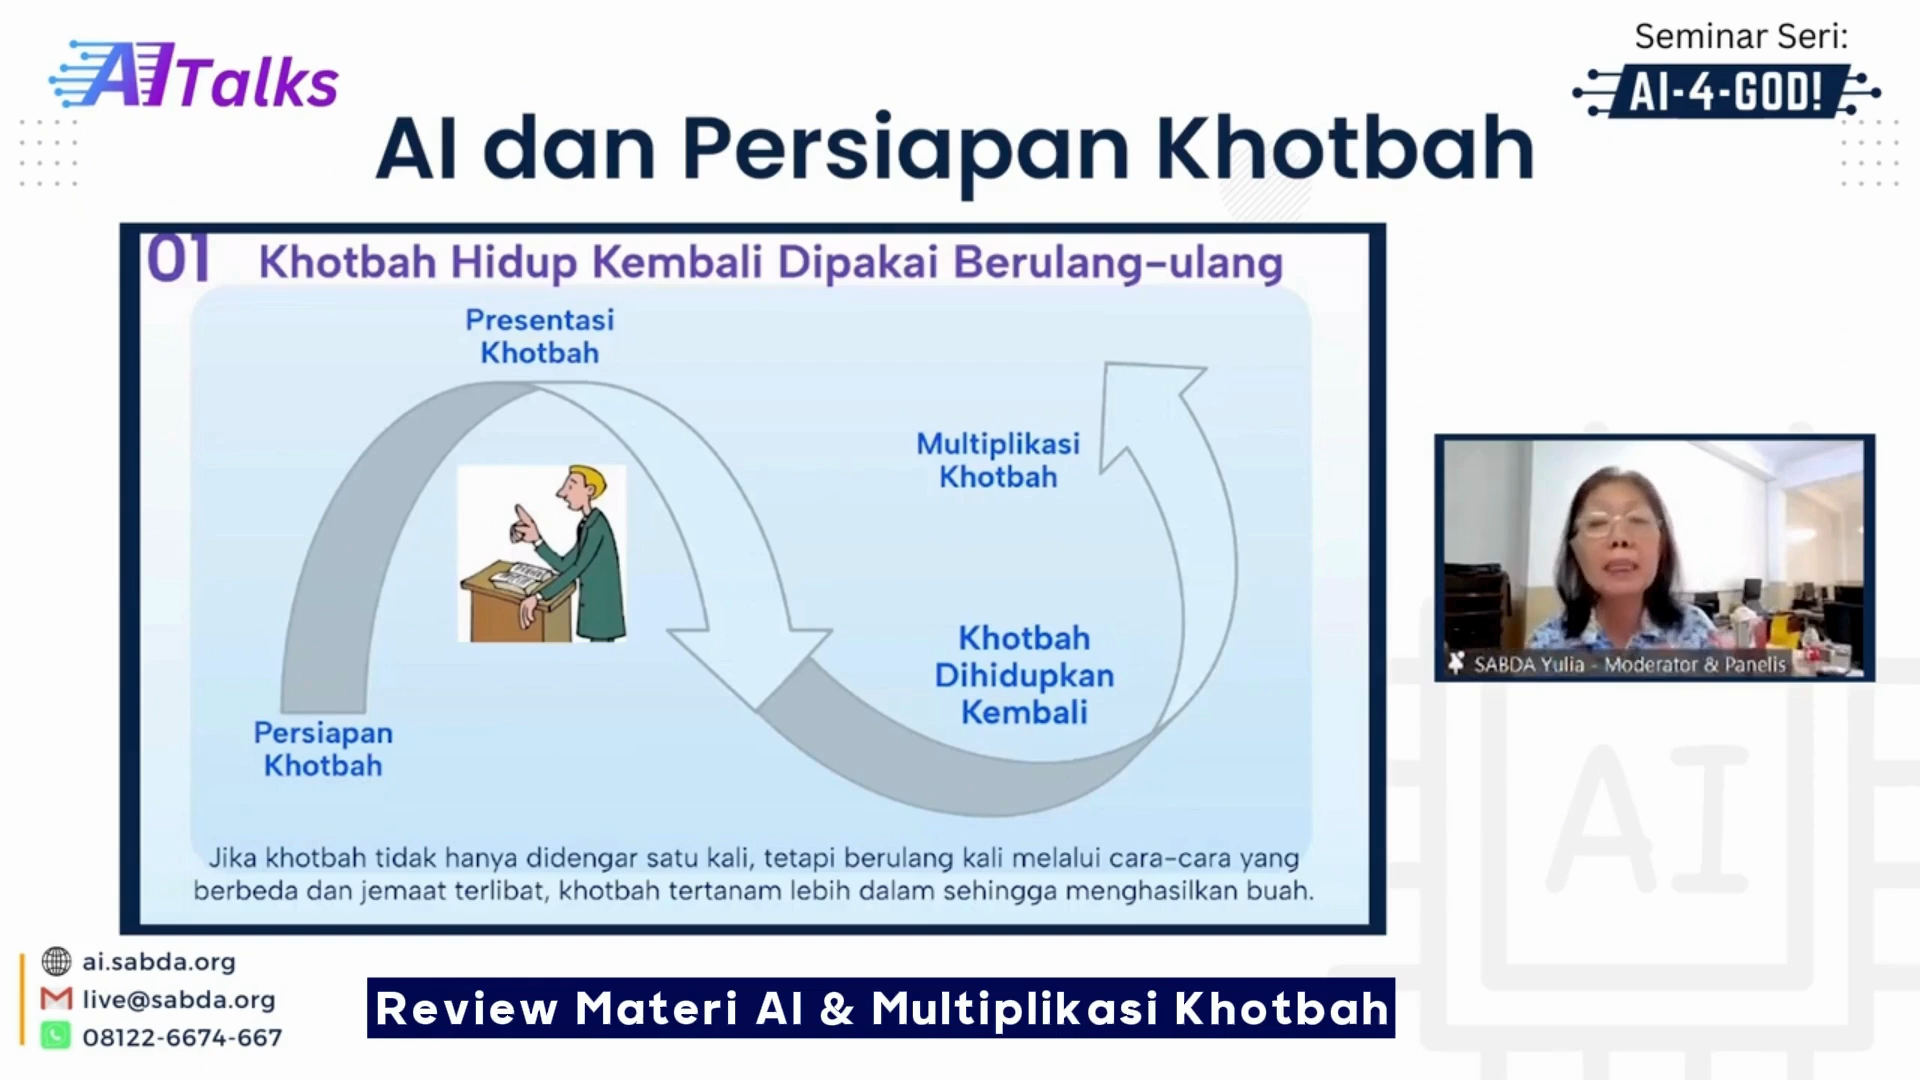 AI Talks
Seminar Seri:
AI-4-GOD!
AI dan Persiapan Khotbah
01 Khotbah Hidup Kembali Dipakai Berulang-ulang
Presentasi
Khotbah
Multiplikasi
Khotbah
Khotbah
Dihidupkan
Kembali
Persiapan
Khotbah
Jika khotbah tidak hanya didengar satu kali, tetapi berulang kali melalui cara-cara yang
berbeda dan jemaat terlibat, khotbah tertanam lebih dalam sehingga menghasilkan buah.
SABDA Yulia - Moderator & Panelis
AI
ai.sabda.org
live@sabda.org
08122-6674-667
Review Materi AI & Multiplikasi Khotbah